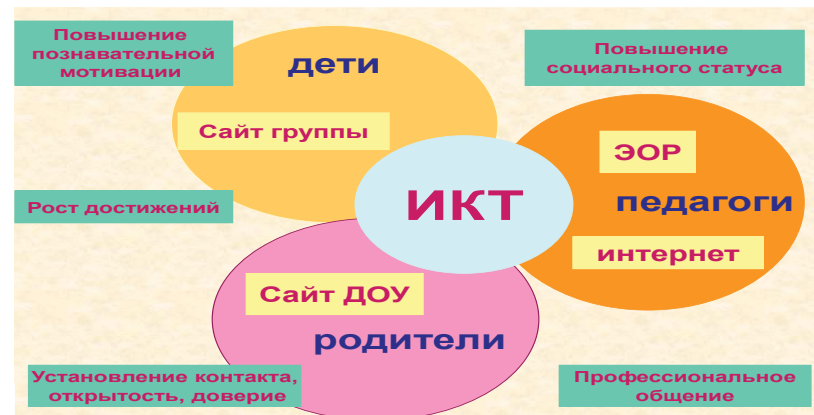 Повышение
познавательной
мотивации
дети
Повышение
социального статуса
Сайт группы
ЭОР
педагоги
ИКТ
Рост достижений
интернет
Сайт ДОУ
родители
Установление контакта,
открытость, доверие
Профессиональное
общение